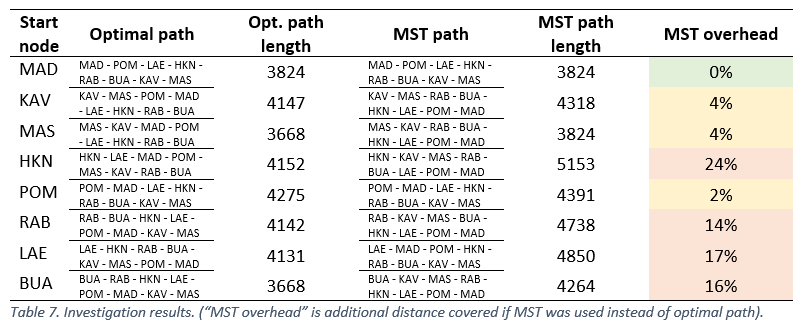 Start node Optimal path Opt. path length MST path MST path length MST overhead
MAD MAD - POM - LAE - HKN - RAB - BUA - KAV - MAS 3824 MAD - POM - LAE - HKN - RAB - BUA - KAV - MAS 3824 0%
KAV KAV - MAS - POM - MAD - LAE - HKN - RAB - BUA 4147 KAV - MAS - RAB - BUA - HKN - LAE - POM - MAD 4318 4%
MAS MAS - KAV - MAD - POM - LAE - HKN - RAB - BUA 3668 MAS - KAV - RAB - BUA - HKN - LAE - POM - MAD 3824 4%
HKN HKN - LAE - MAD - POM - MAS - KAV - RAB - BUA 4152 HKN - KAV - MAS - RAB - BUA - LAE - POM - MAD 5153 24%
POM POM - MAD - LAE - HKN - RAB - BUA - KAV - MAS 4275 POM - MAD - LAE - HKN - RAB - BUA - KAV - MAS 4391 2%
RAB RAB - BUA - HKN - LAE - POM - MAD - KAV - MAS 4142 RAB - KAV - MAS - BUA - HKN - LAE - POM - MAD 4738 14%
LAE LAE - HKN - RAB - BUA - KAV - MAS - POM - MAD 4131 LAE - MAD - POM - HKN - RAB - BUA - KAV - MAS 4850 17%
BUA BUA - RAB - HKN - LAE - POM - MAD - KAV - MAS 3668 BUA - KAV - MAS - RAB - HKN - LAE - POM - MAD 4264 16%
Table 7. Investigation results. (“MST overhead” is additional distance covered if MST was used instead of optimal path).